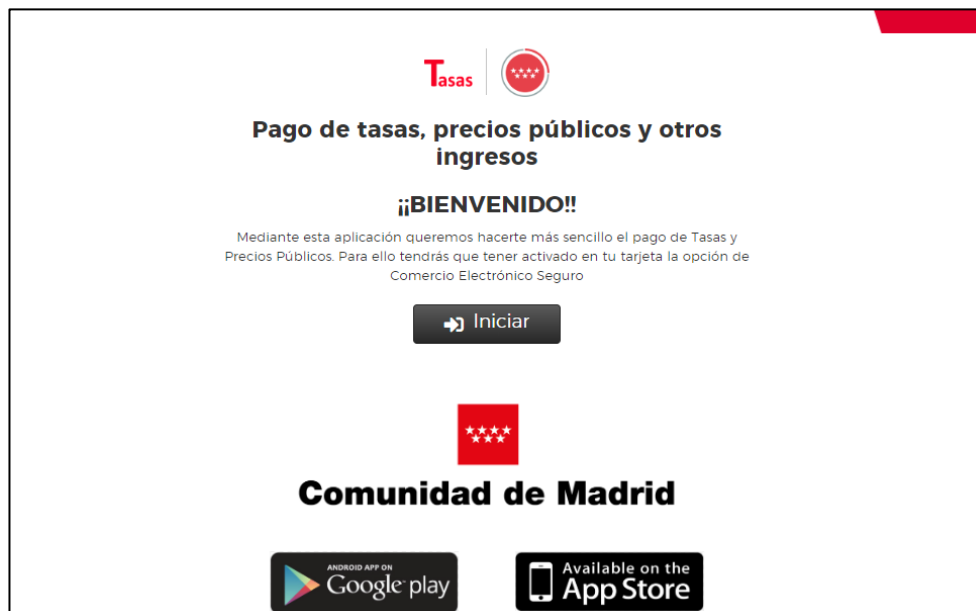 Tasas
Pago de tasas, precios públicos y otros
ingresos
¡¡BIENVENIDO!!
Mediante esta aplicación queremos hacerte más sencillo el pago de Tasas y
Precios Públicos. Para ello tendrás que tener activado en tu tarjeta la opción de
Comercio Electrónico Seguro
Iniciar
Comunidad de Madrid
ANDROID APP ON
Google play
Available on the
App Store